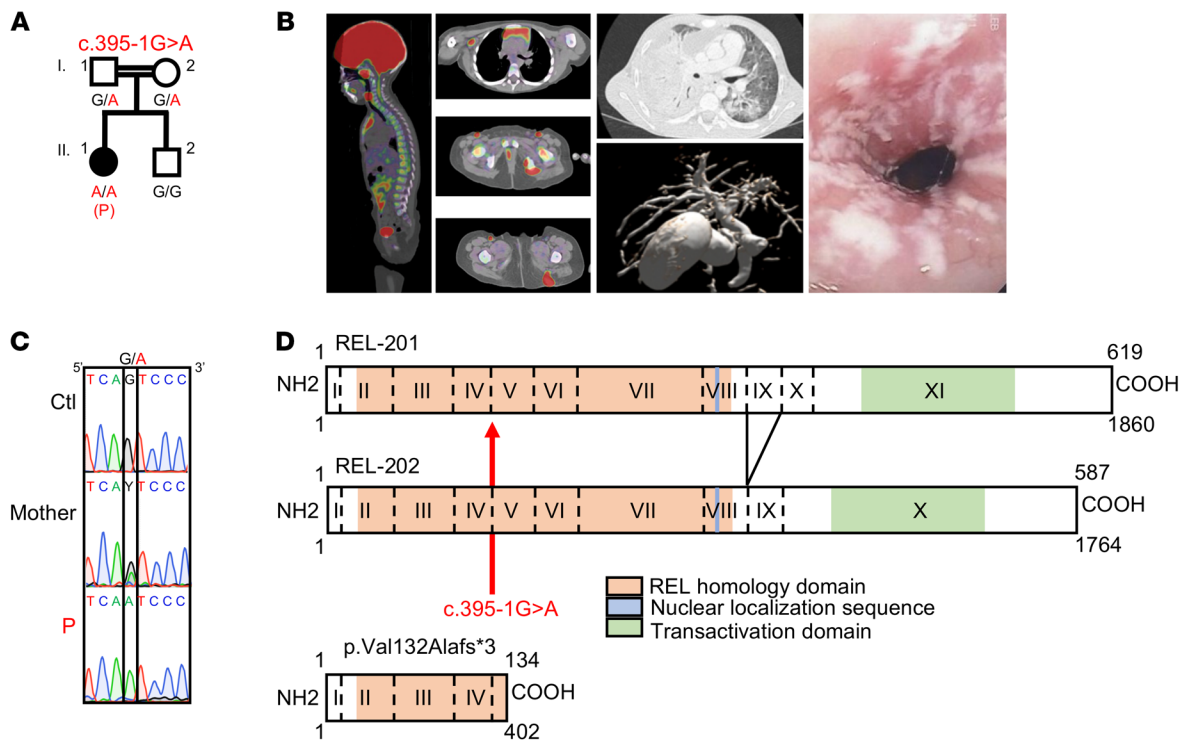 A
c.395-1G>A
I. 1 2
G/A G/A
II. 1 2
A/A G/G
(P)
B
C
G/A
5' 3'
T C A G T C C C
Ctl
T C A Y T C C C
Mother
T C A A T C C C
P
D
1 REL-201 619
NH2 I II III IV V VI VII VIII IX X XI COOH
1 1860
1 REL-202 587
NH2 I II III IV V VI VII VIII IX X COOH
1 1764
c.395-1G>A
REL homology domain
Nuclear localization sequence
Transactivation domain
p.Val132Alafs*3
1 134
NH2 I II III IV COOH
1 402